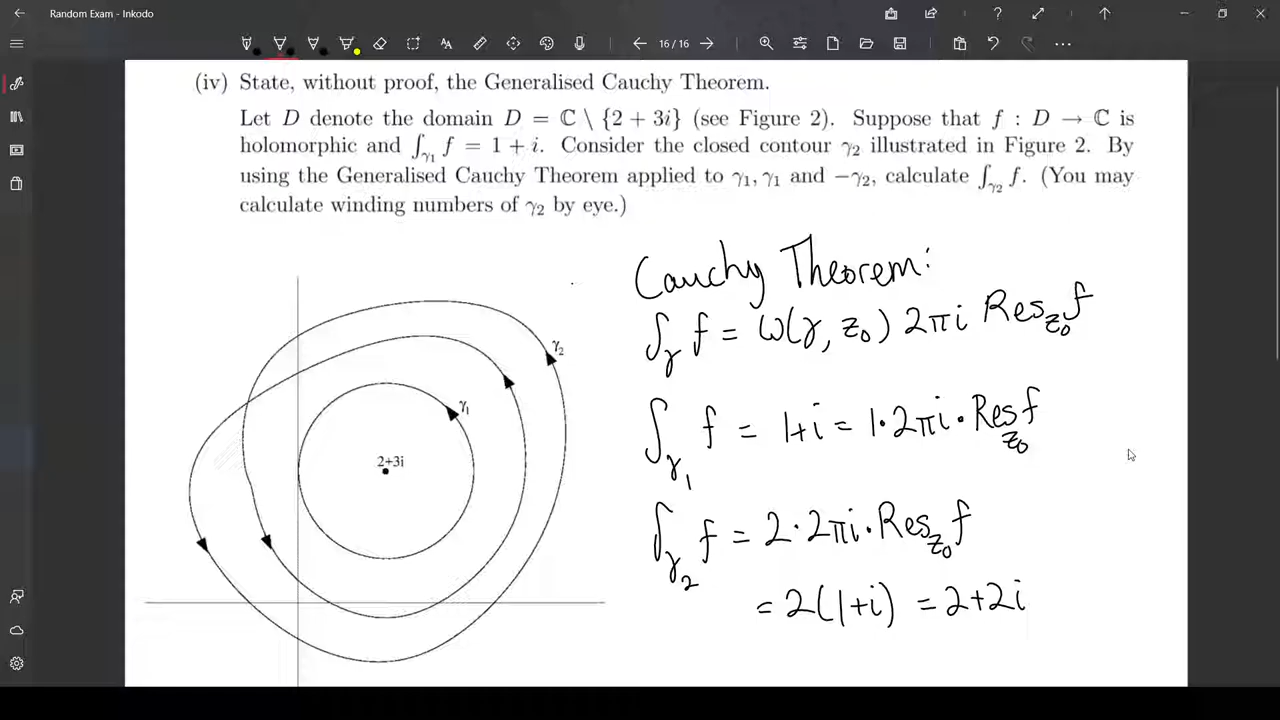 Random Exam - Inkodo
16/16
(iv) State, without proof, the Generalised Cauchy Theorem.
Let D denote the domain D = ℂ \ {2 + 3i} (see Figure 2). Suppose that f : D → ℂ is
holomorphic and ∫γ₁ f = 1 + i. Consider the closed contour γ₂ illustrated in Figure 2. By
using the Generalised Cauchy Theorem applied to γ₁, γ₁ and −γ₂, calculate ∫γ₂ f. (You may
calculate winding numbers of γ₂ by eye.)
Cauchy Theorem:
∫γ f = ω(γ, z₀) 2πi Res_z₀ f
∫γ₁ f = 1+i = 1·2πi·Res_z₀ f
∫γ₂ f = 2·2πi·Res_z₀ f
= 2(1+i) = 2+2i
γ₂
γ₁
2+3i